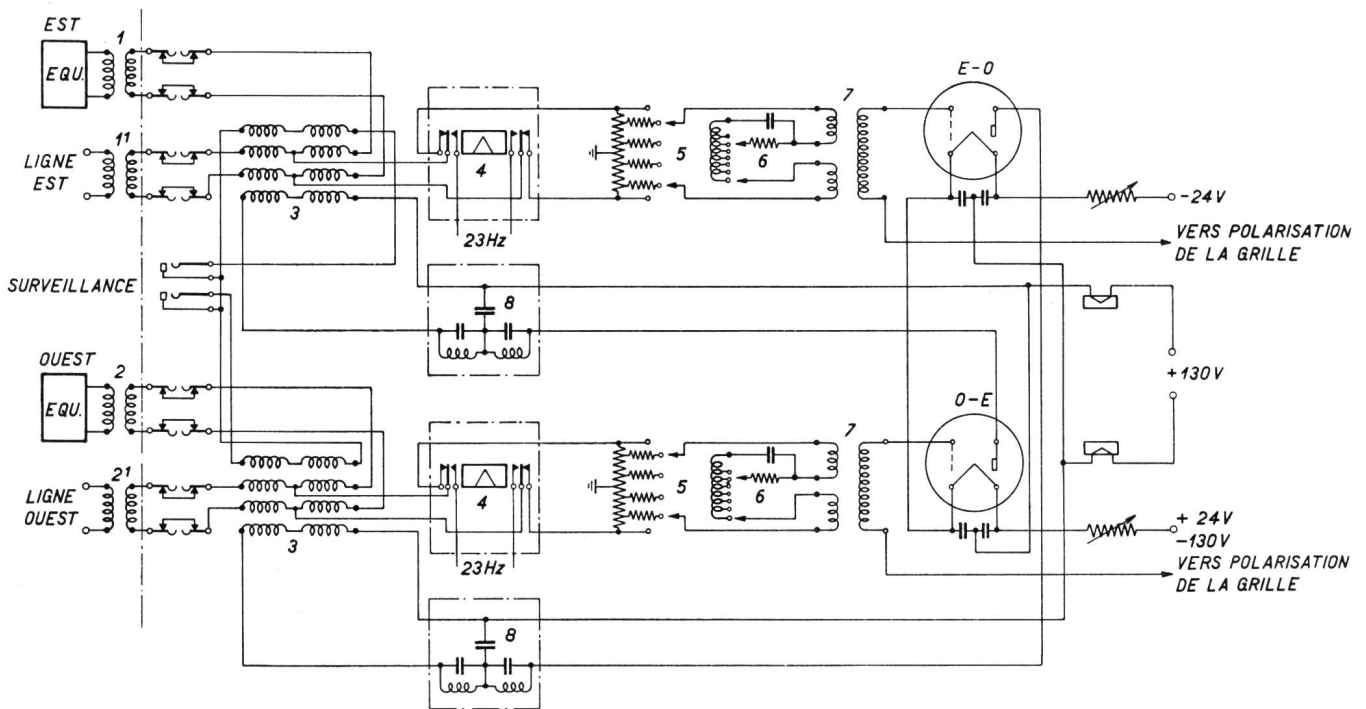 EST
1
EQU.
1¹
LIGNE
EST
3
4
23Hz
5
6
7
E-O
-24V
VERS POLARISATION
DE LA GRILLE
SURVEILLANCE
8
+130V
OUEST
2
EQU.
2¹
LIGNE
OUEST
3
4
23Hz
5
6
7
O-E
+ 24V
-130V
VERS POLARISATION
DE LA GRILLE
8